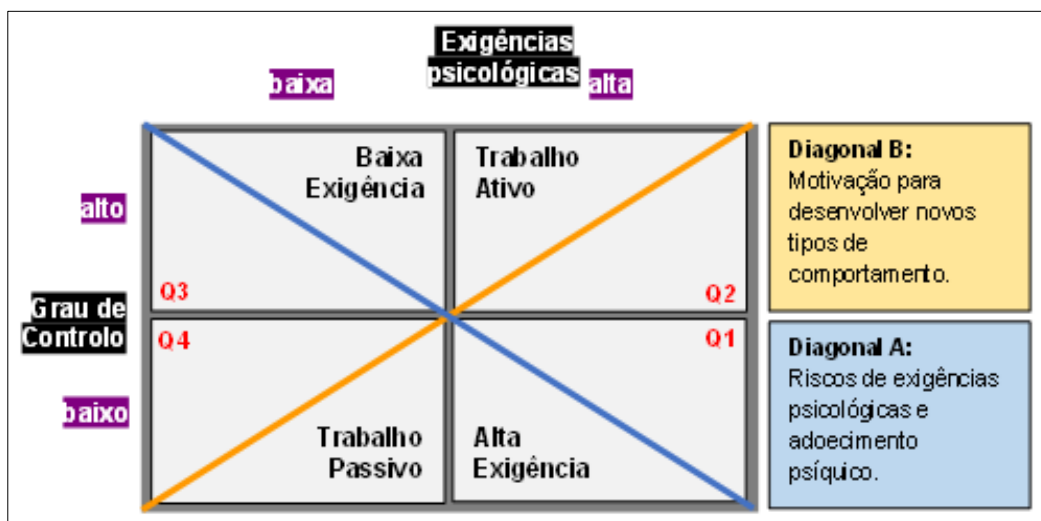 Exigências
psicológicas
baixa
alta
Baixa
Exigência
Trabalho
Ativo
Diagonal B:
Motivação para
desenvolver novos
tipos de
comportamento.
alto
Q3
Q2
Grau de
Controlo
Q4
Q1
Diagonal A:
Riscos de exigências
psicológicas e
adoecimento
psíquico.
baixo
Trabalho
Passivo
Alta
Exigência